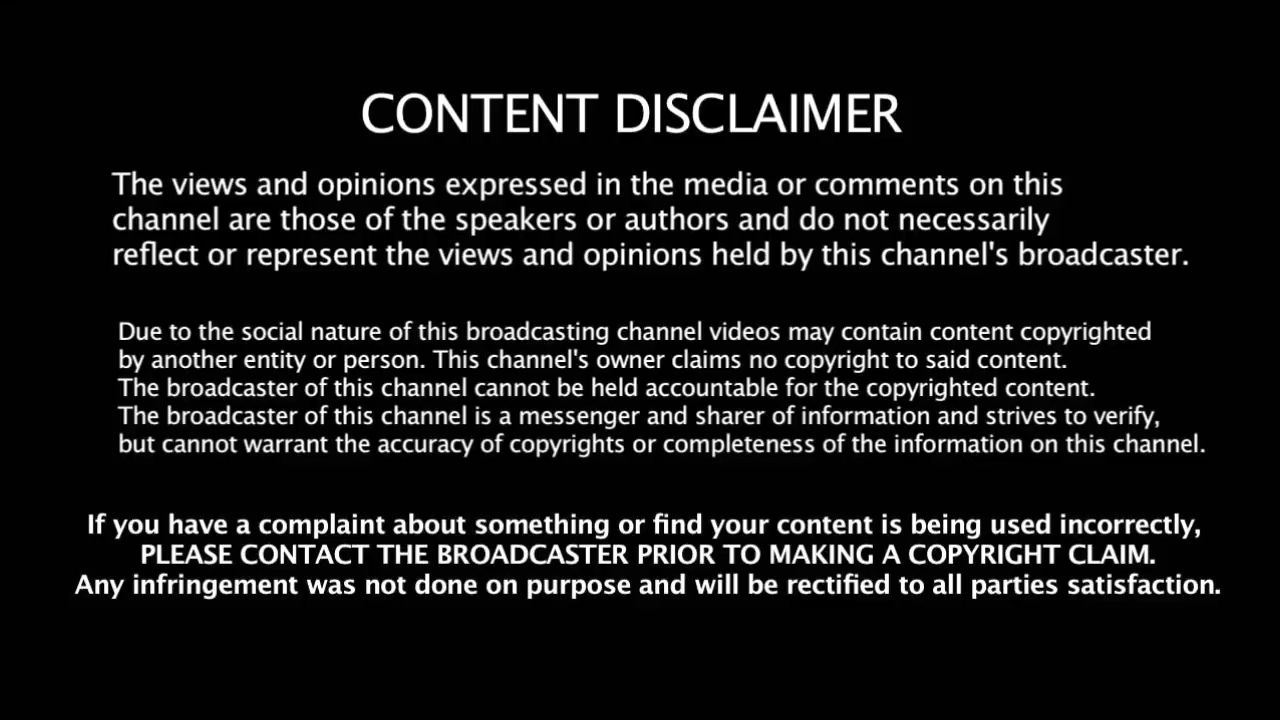 CONTENT DISCLAIMER
The views and opinions expressed in the media or comments on this
channel are those of the speakers or authors and do not necessarily
reflect or represent the views and opinions held by this channel's broadcaster.
Due to the social nature of this broadcasting channel videos may contain content copyrighted
by another entity or person. This channel's owner claims no copyright to said content.
The broadcaster of this channel cannot be held accountable for the copyrighted content.
The broadcaster of this channel is a messenger and sharer of information and strives to verify,
but cannot warrant the accuracy of copyrights or completeness of the information on this channel.
If you have a complaint about something or find your content is being used incorrectly,
PLEASE CONTACT THE BROADCASTER PRIOR TO MAKING A COPYRIGHT CLAIM.
Any infringement was not done on purpose and will be rectified to all parties satisfaction.